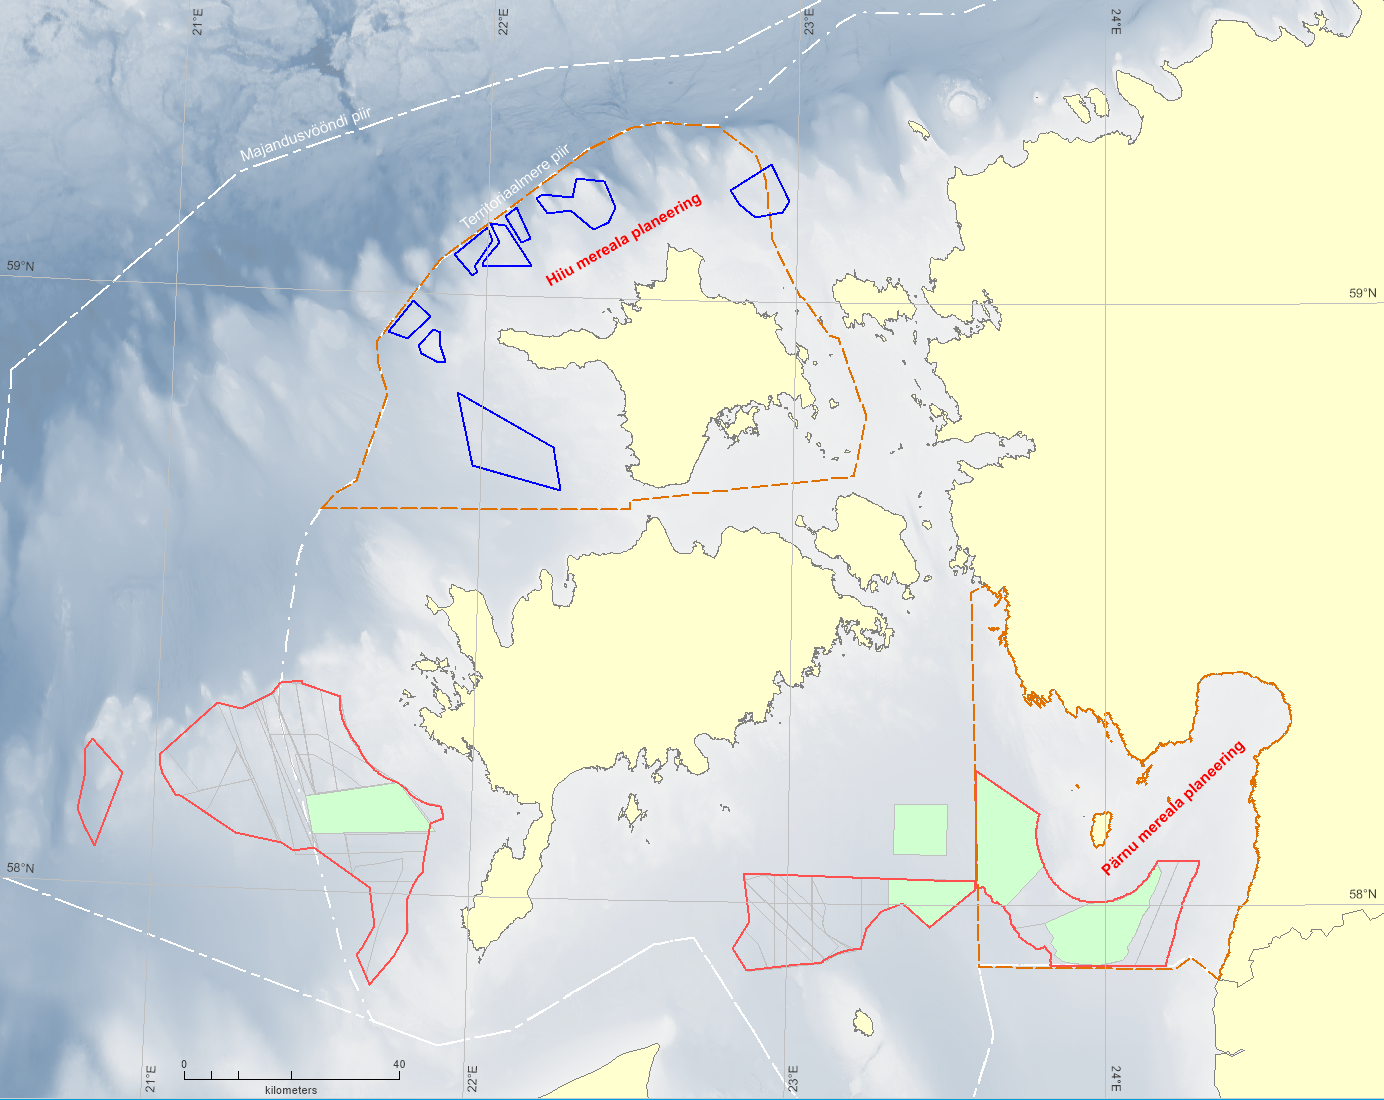 21°E
22°E
23°E
24°E
Majandusvööndi piir
Territoriaalmere piir
Hiiu mereala planeering
59°N
59°N
Pärnu mereala planeering
58°N
58°N
0 40
kilometers
21°E
22°E
23°E
24°E